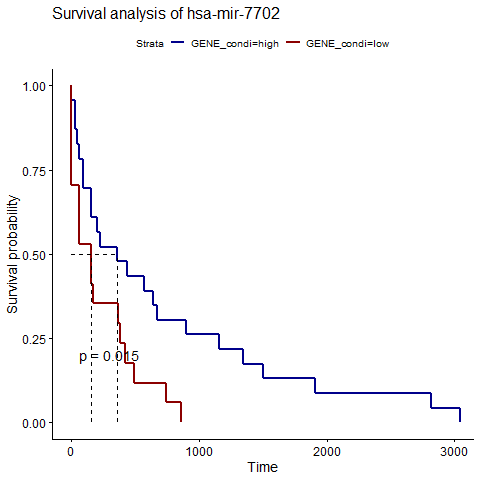 Survival analysis of hsa-mir-7702
Strata GENE_condi=high GENE_condi=low
Survival probability
1.00
0.75
0.50
0.25
0.00
p = 0.015
0 1000 2000 3000
Time